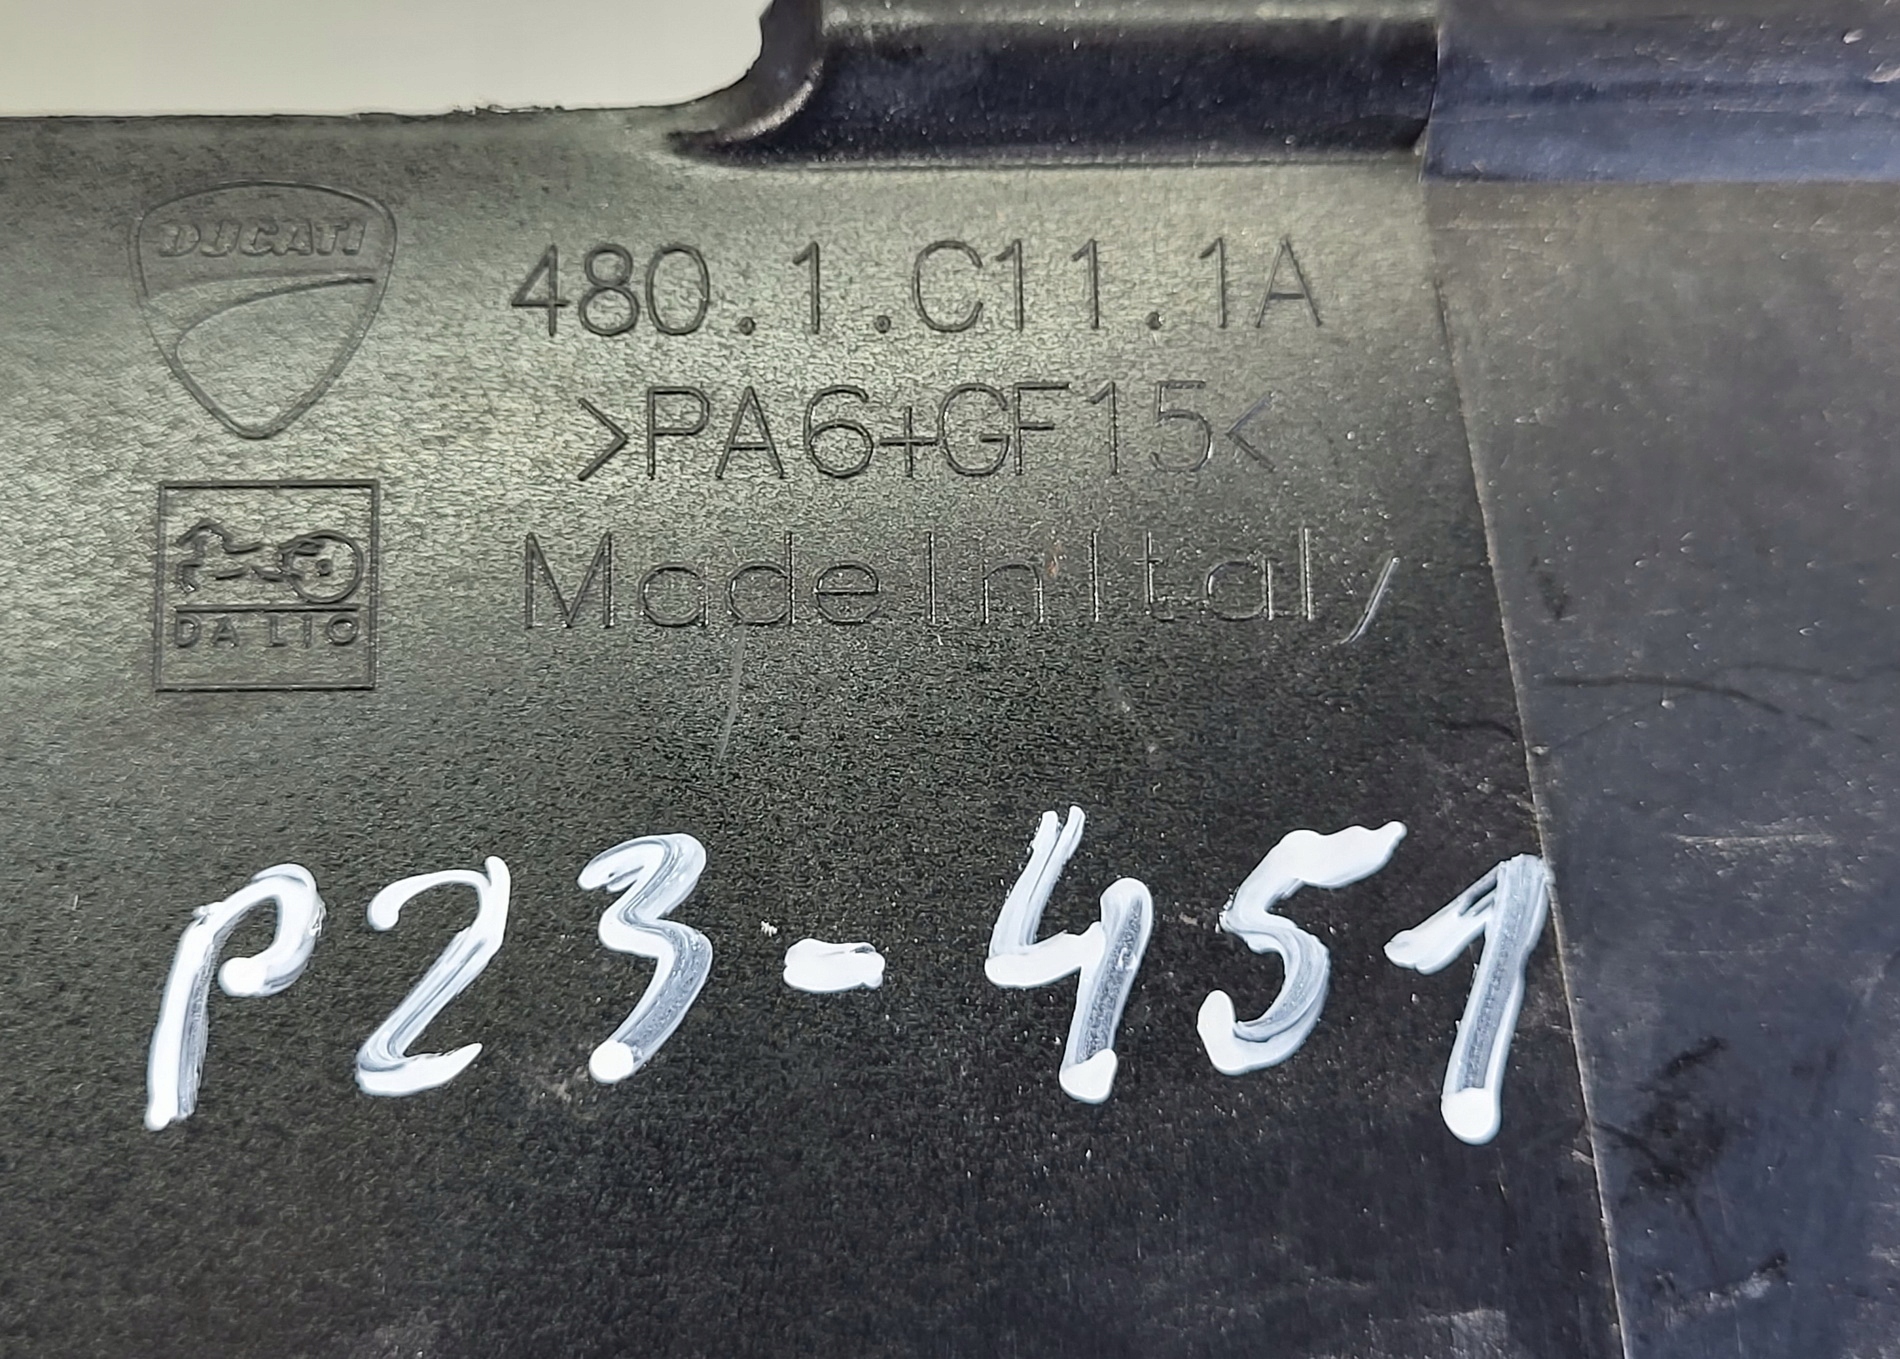 DUCATI
480.1.C11.1A
>PA6+GF15<
Made In Italy
DA LIO
P23-451